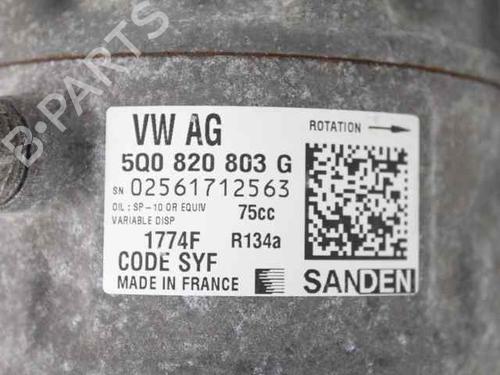 B-PARTS
VW AG
ROTATION
5Q0 820 803 G
SN 02561712563
OIL : SP-10 OR EQUIV 75cc
VARIABLE DISP
1774F R134a
CODE SYF
MADE IN FRANCE SANDEN